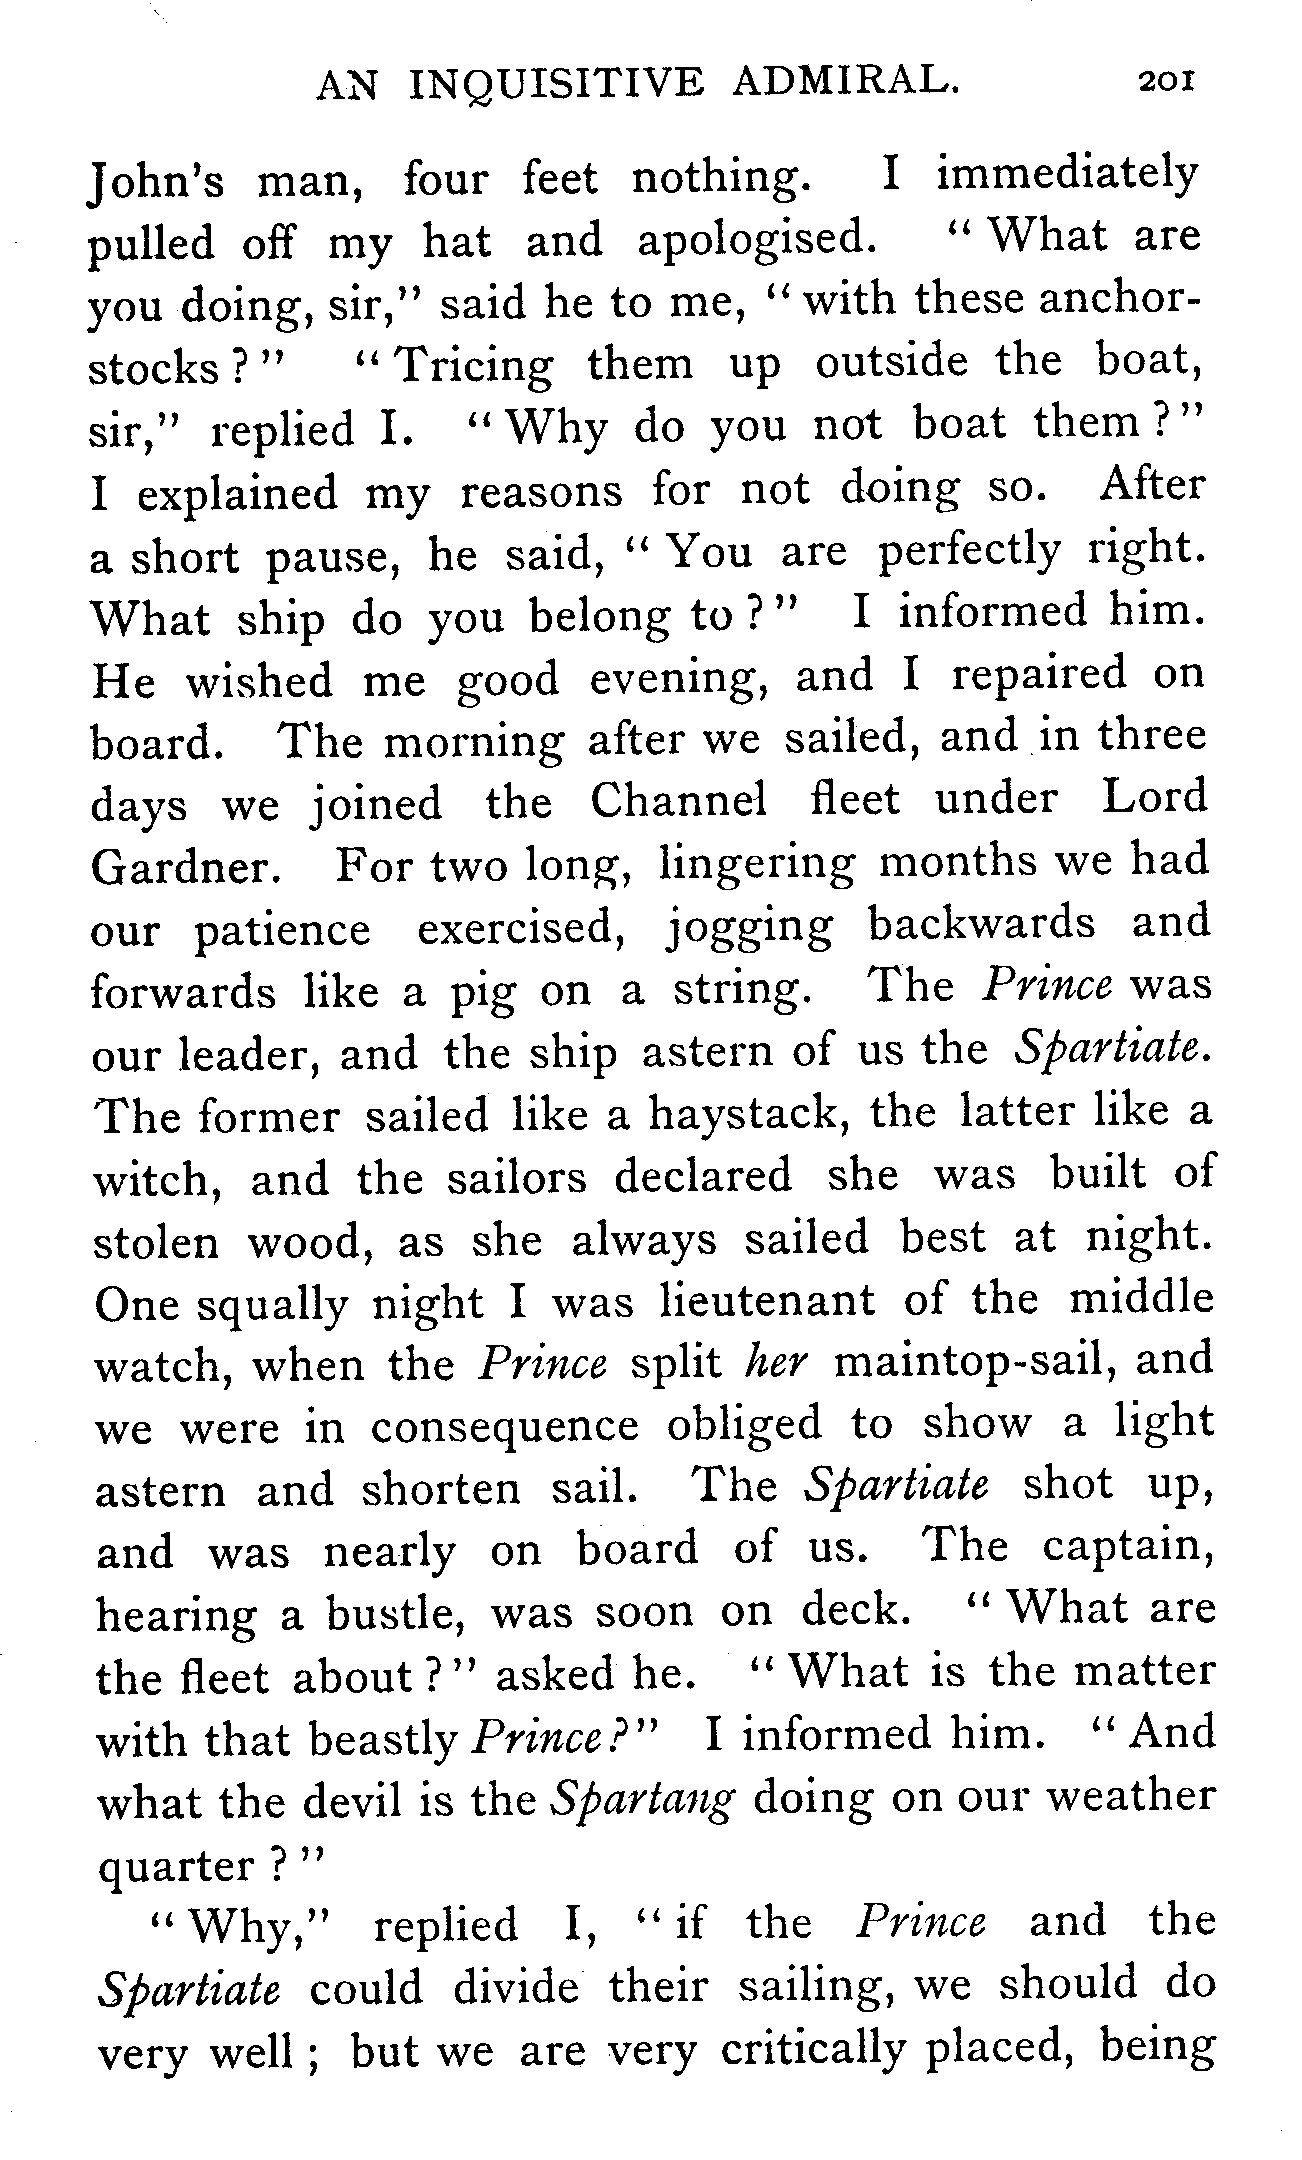 AN INQUISITIVE ADMIRAL. 201
John's man, four feet nothing. I immediately
pulled off my hat and apologised. “ What are
you doing, sir,” said he to me, “ with these anchor-
stocks ? ” “ Tricing them up outside the boat,
sir,” replied I. “ Why do you not boat them ? ”
I explained my reasons for not doing so. After
a short pause, he said, “ You are perfectly right.
What ship do you belong to ? ” I informed him.
He wished me good evening, and I repaired on
board. The morning after we sailed, and in three
days we joined the Channel fleet under Lord
Gardner. For two long, lingering months we had
our patience exercised, jogging backwards and
forwards like a pig on a string. The Prince was
our leader, and the ship astern of us the Spartiate.
The former sailed like a haystack, the latter like a
witch, and the sailors declared she was built of
stolen wood, as she always sailed best at night.
One squally night I was lieutenant of the middle
watch, when the Prince split her maintop-sail, and
we were in consequence obliged to show a light
astern and shorten sail. The Spartiate shot up,
and was nearly on board of us. The captain,
hearing a bustle, was soon on deck. “ What are
the fleet about ? ” asked he. “ What is the matter
with that beastly Prince ? ” I informed him. “ And
what the devil is the Spartang doing on our weather
quarter ? ”
“ Why,” replied I, “ if the Prince and the
Spartiate could divide their sailing, we should do
very well ; but we are very critically placed, being